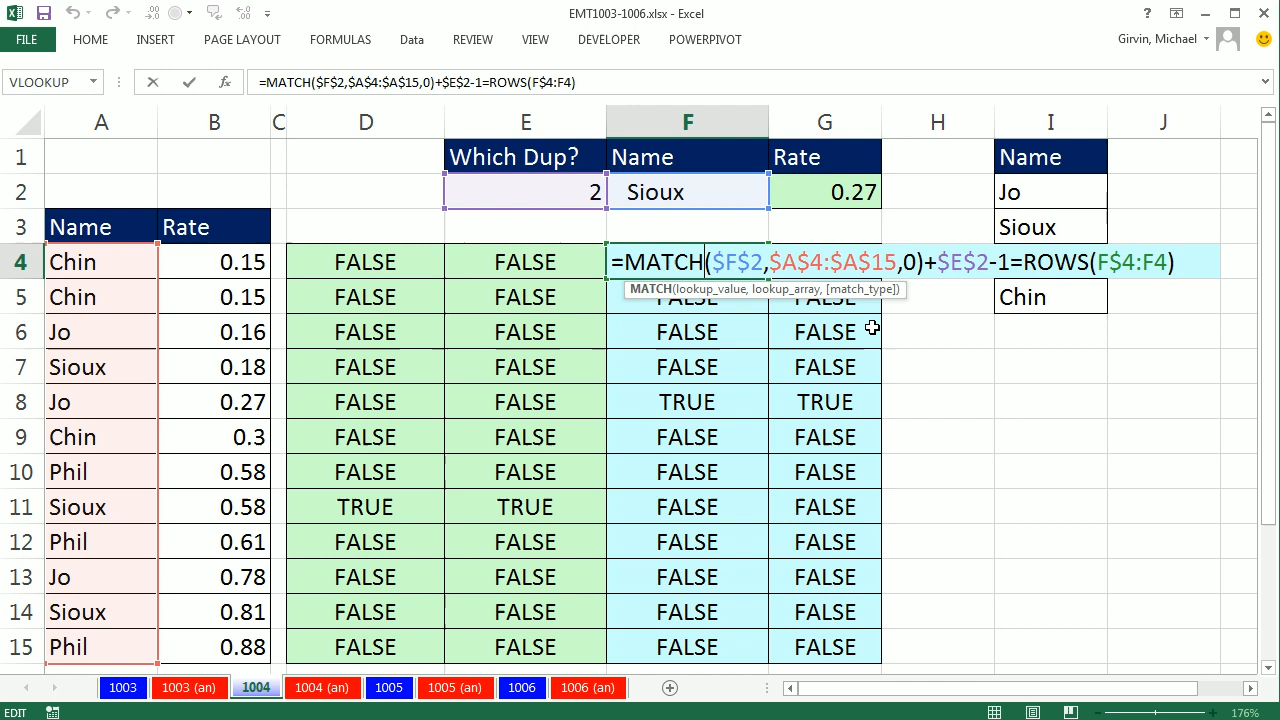 EMT1003-1006.xlsx - Excel
FILE HOME INSERT PAGE LAYOUT FORMULAS Data REVIEW VIEW DEVELOPER POWERPIVOT Girvin, Michael
VLOOKUP =MATCH($F$2,$A$4:$A$15,0)+$E$2-1=ROWS(F$4:F4)
A B C D E F G H I J
1 Which Dup? Name Rate Name
2 2 Sioux 0.27 Jo
3 Name Rate Sioux
4 Chin 0.15 FALSE FALSE =MATCH($F$2,$A$4:$A$15,0)+$E$2-1=ROWS(F$4:F4)
MATCH(lookup_value, lookup_array, [match_type])
5 Chin 0.15 FALSE FALSE FALSE FALSE Chin
6 Jo 0.16 FALSE FALSE FALSE FALSE
7 Sioux 0.18 FALSE FALSE FALSE FALSE
8 Jo 0.27 FALSE FALSE TRUE TRUE
9 Chin 0.3 FALSE FALSE FALSE FALSE
10 Phil 0.58 FALSE FALSE FALSE FALSE
11 Sioux 0.58 TRUE TRUE FALSE FALSE
12 Phil 0.61 FALSE FALSE FALSE FALSE
13 Jo 0.78 FALSE FALSE FALSE FALSE
14 Sioux 0.81 FALSE FALSE FALSE FALSE
15 Phil 0.88 FALSE FALSE FALSE FALSE
1003 1003 (an) 1004 1004 (an) 1005 1005 (an) 1006 1006 (an)
EDIT 176%